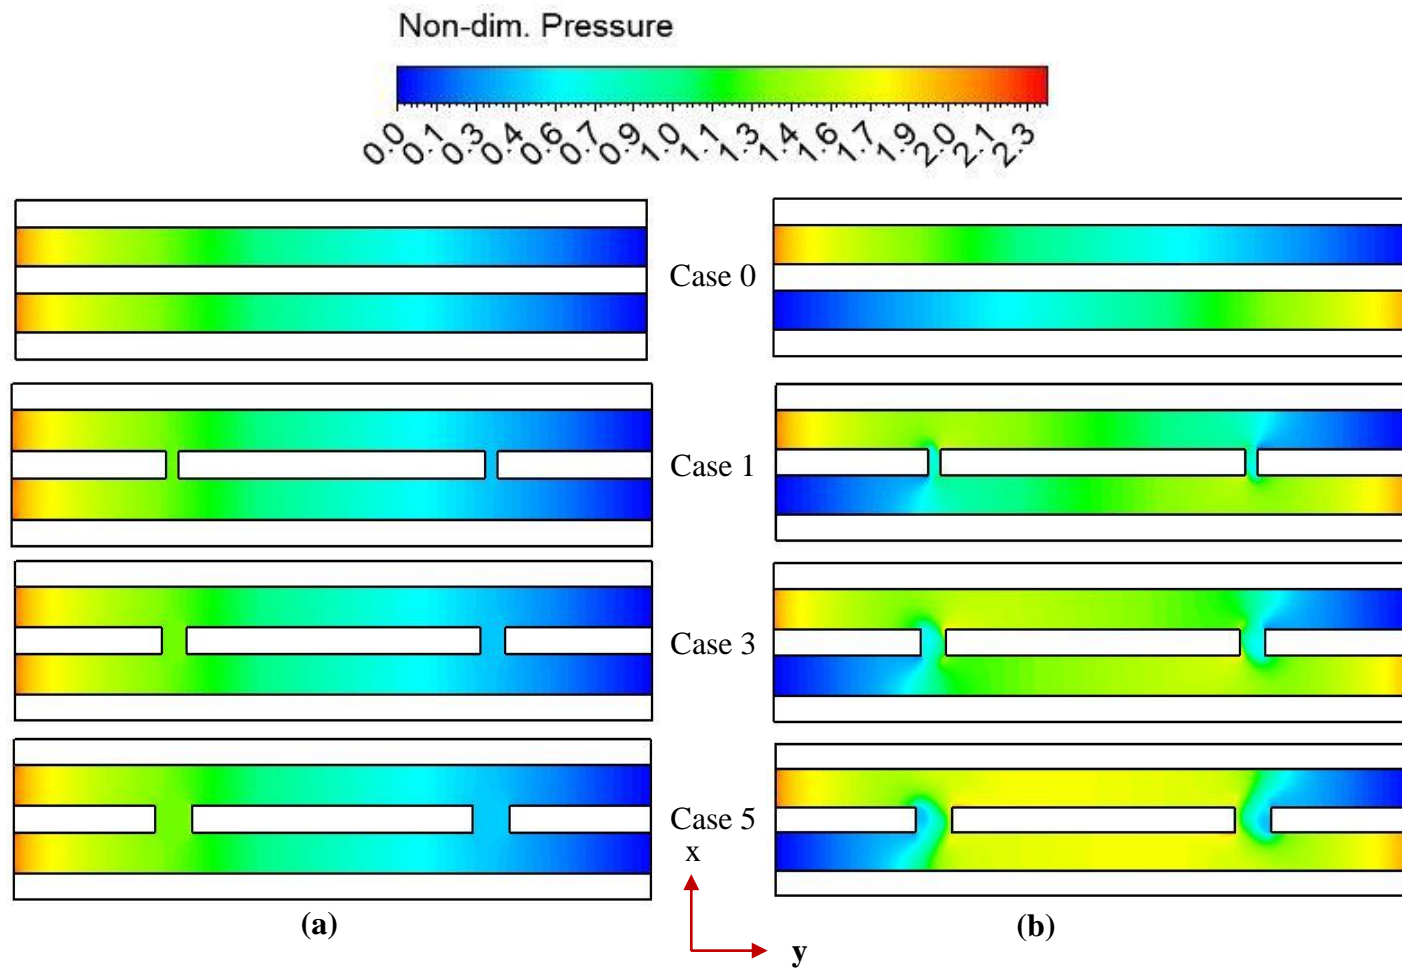 Non-dim. Pressure
0.0 0.1 0.3 0.4 0.6 0.7 0.9 1.0 1.1 1.3 1.4 1.6 1.7 1.9 2.0 2.1 2.3
Case 0
Case 1
Case 3
Case 5
x
(a)
(b)
y